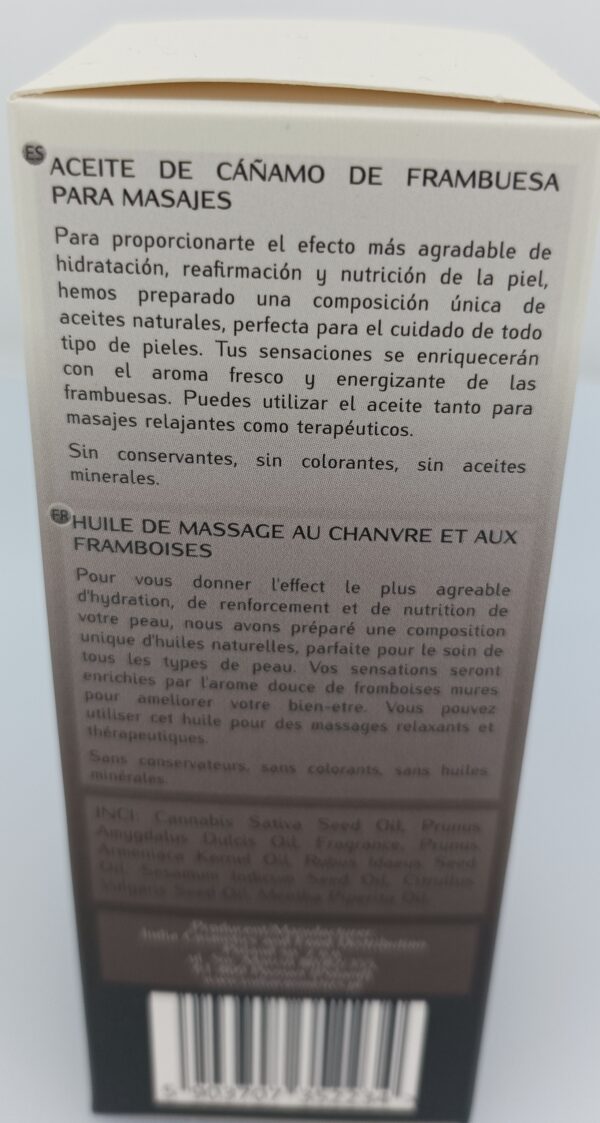 ES
ACEITE DE CÁÑAMO DE FRAMBUESA
PARA MASAJES
Para proporcionarte el efecto más agradable de
hidratación, reafirmación y nutrición de la piel,
hemos preparado una composición única de
aceites naturales, perfecta para el cuidado de todo
tipo de pieles. Tus sensaciones se enriquecerán
con el aroma fresco y energizante de las
frambuesas. Puedes utilizar el aceite tanto para
masajes relajantes como terapéuticos.
Sin conservantes, sin colorantes, sin aceites
minerales.
FR
HUILE DE MASSAGE AU CHANVRE ET AUX
FRAMBOISES
Pour vous donner l'effect le plus agreable
d'hydration, de renforcement et de nutrition de
votre peau, nous avons préparé une composition
unique d'huiles naturelles, parfaite pour le soin de
tous les types de peau. Vos sensations seront
enrichies par l'arome douce de fromboises mures
pour ameliorer votre bien-etre. Vous pouvez
utiliser cet huile pour des massages relaxants et
thérapeutiques.
Sans conservateurs, sans colorants, sans huiles
minérales.
INCI: Cannabis Sativa Seed Oil, Prunus
Amygdalus Dulcis Oil, Fragrance, Prunus
Armeniaca Kernel Oil, Rubus Idaeus Seed
Oil, Sesamum Indicum Seed Oil, Citrullus
Vulgaris Seed Oil, Mentha Piperita Oil.
Producent/Manufacturer: